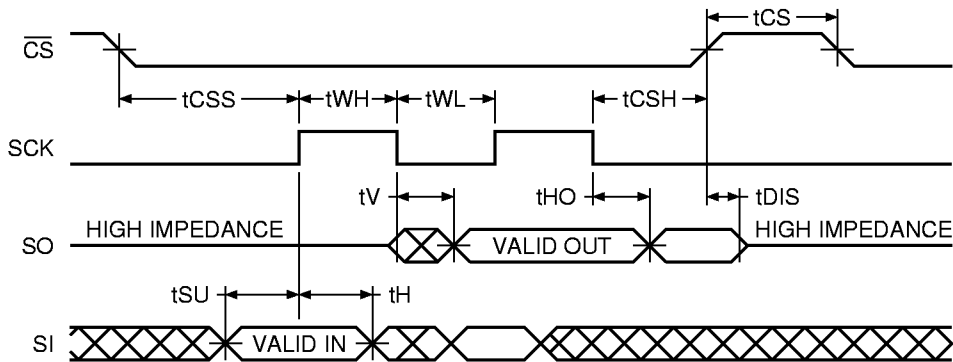 tCS
CS
tCSS tWH tWL tCSH
SCK
tV tHO tDIS
HIGH IMPEDANCE HIGH IMPEDANCE
SO VALID OUT
tSU tH
SI VALID IN